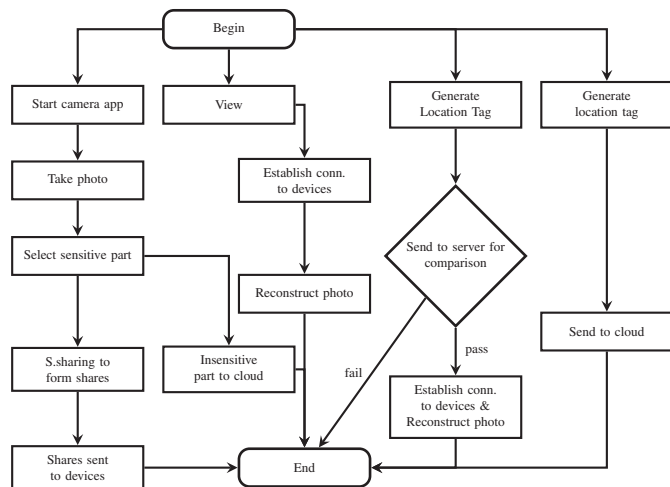 Begin
Start camera app
View
Generate
Location Tag
Generate
location tag
Take photo
Establish conn.
to devices
Select sensitive part
Send to server for
comparison
Reconstruct photo
Send to cloud
S.sharing to
form shares
Insensitive
part to cloud
fail
pass
Establish conn.
to devices &
Reconstruct photo
Shares sent
to devices
End